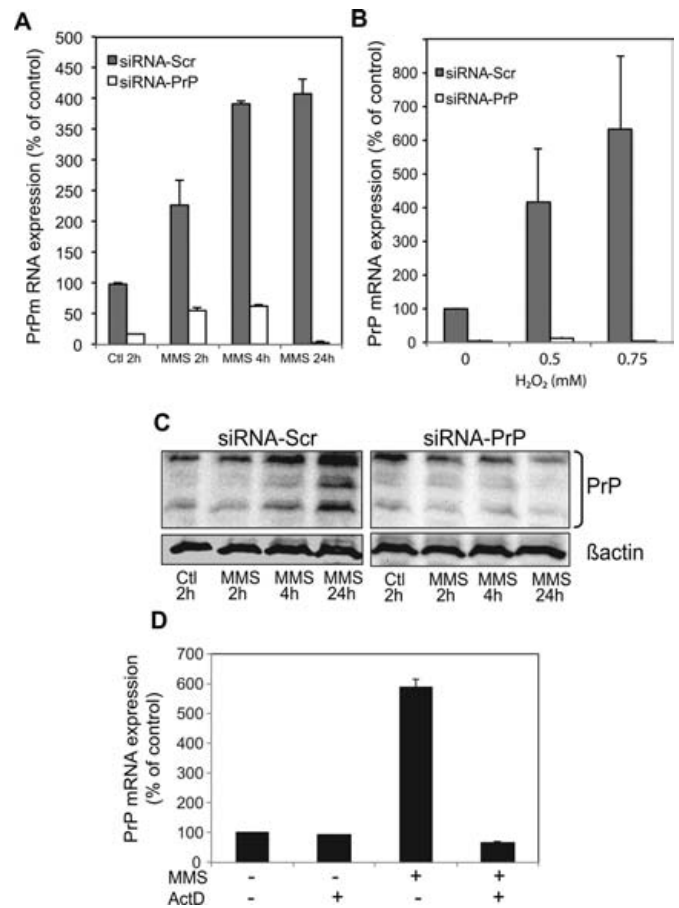 A
500
450
400
350
300
250
200
150
100
50
0
PrPm RNA expression (% of control)
siRNA-Scr
siRNA-PrP
Ctl 2h MMS 2h MMS 4h MMS 24h
B
800
700
600
500
400
300
200
100
0
PrP mRNA expression (% of control)
siRNA-Scr
siRNA-PrP
0 0.5 0.75
H₂O₂ (mM)
C
siRNA-Scr siRNA-PrP
PrP
ßactin
Ctl MMS MMS MMS Ctl MMS MMS MMS
2h 2h 4h 24h 2h 2h 4h 24h
D
700
600
500
400
300
200
100
0
PrP mRNA expression
(% of control)
MMS - - + +
ActD - + - +